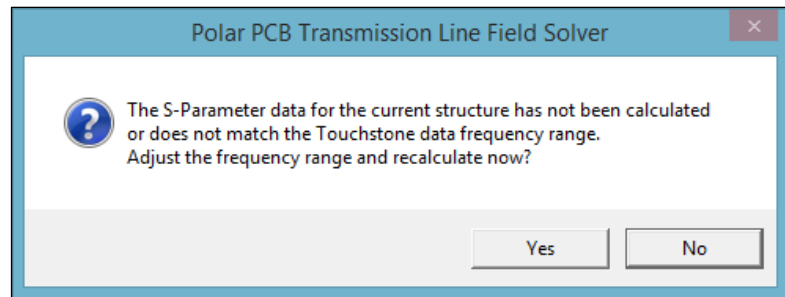 Polar PCB Transmission Line Field Solver
The S-Parameter data for the current structure has not been calculated
or does not match the Touchstone data frequency range.
Adjust the frequency range and recalculate now?
Yes
No